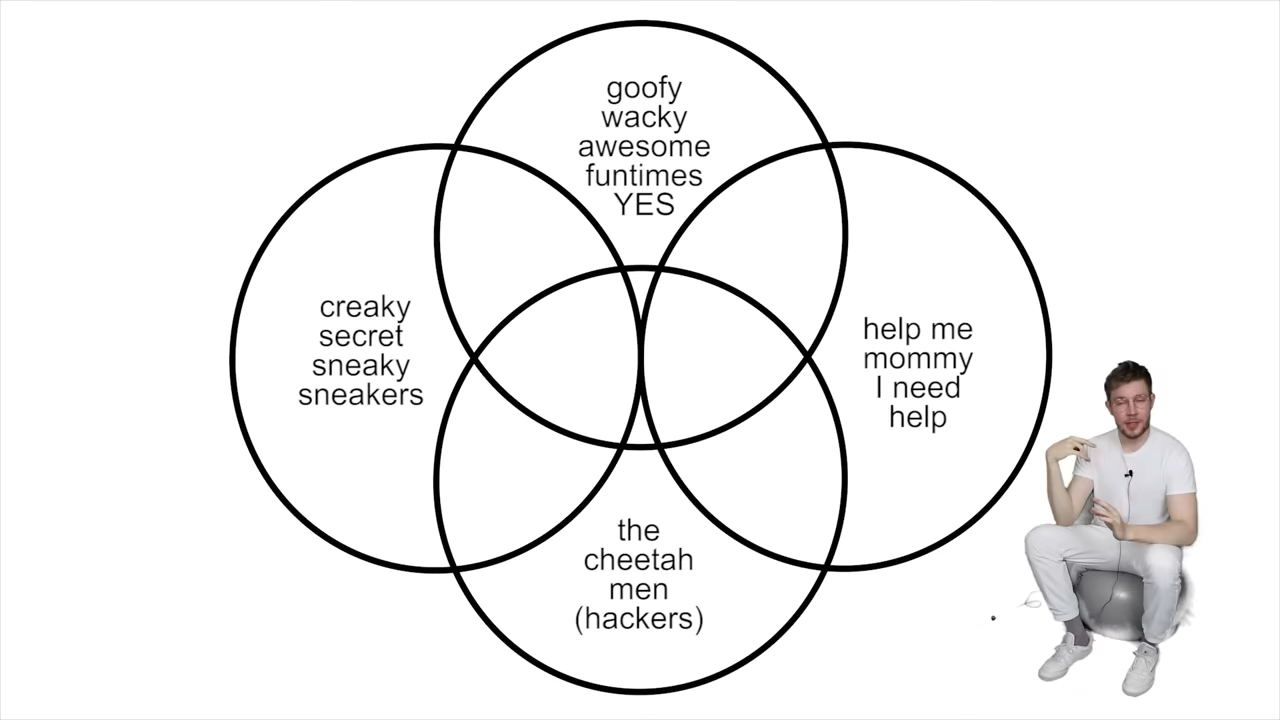 goofy
wacky
awesome
funtimes
YES
creaky
secret
sneaky
sneakers
help me
mommy
I need
help
the
cheetah
men
(hackers)